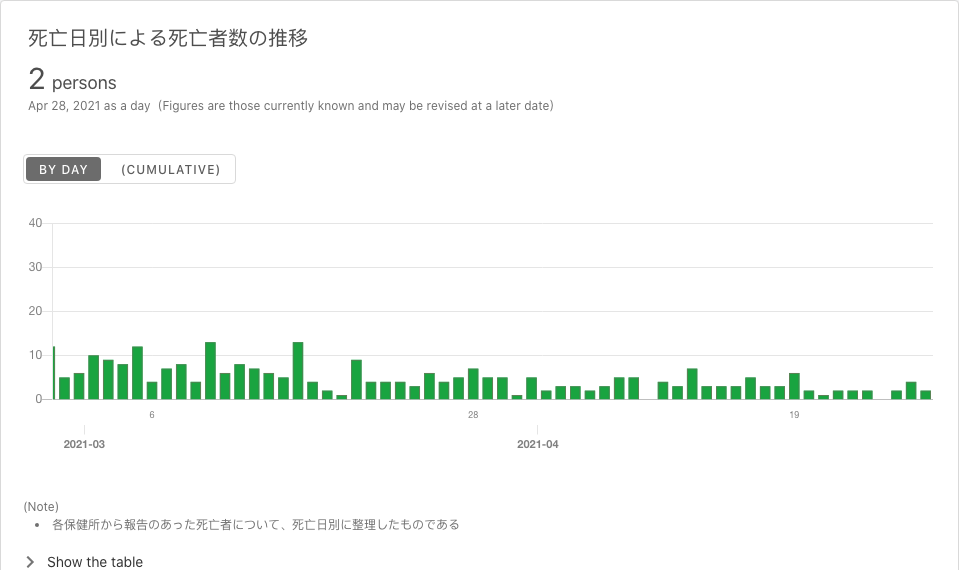 死亡日別による死亡者数の推移
2 persons
Apr 28, 2021 as a day（Figures are those currently known and may be revised at a later date）
BY DAY (CUMULATIVE)
40
30
20
10
0
6 28 19
2021-03 2021-04
(Note)
• 各保健所から報告のあった死亡者について、死亡日別に整理したものである
Show the table